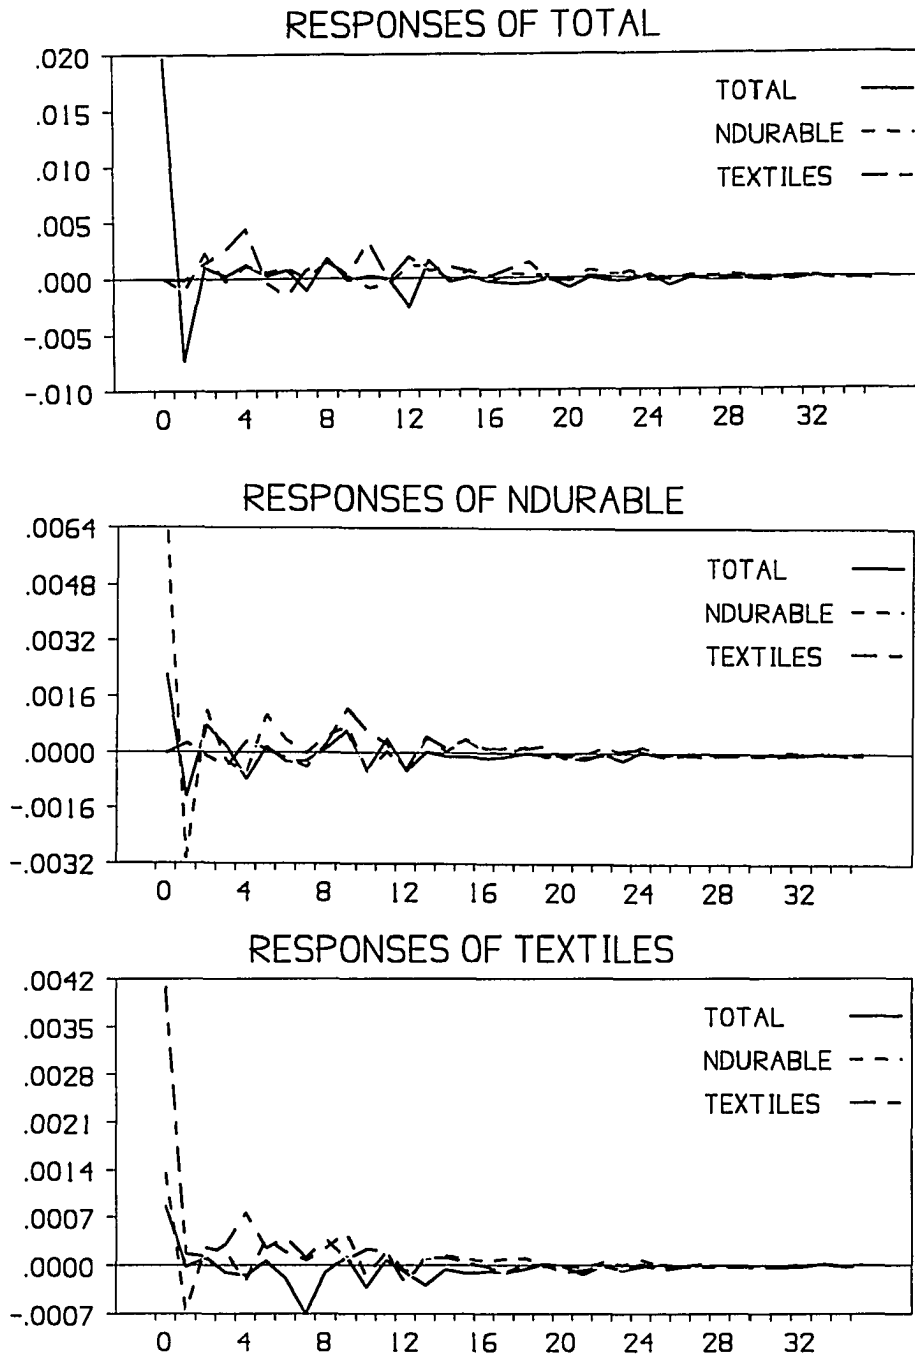 RESPONSES OF TOTAL
.020
.015
.010
.005
.000
-.005
-.010
TOTAL
NDURABLE
TEXTILES
0 4 8 12 16 20 24 28 32
RESPONSES OF NDURABLE
.0064
.0048
.0032
.0016
.0000
-.0016
-.0032
TOTAL
NDURABLE
TEXTILES
0 4 8 12 16 20 24 28 32
RESPONSES OF TEXTILES
.0042
.0035
.0028
.0021
.0014
.0007
.0000
-.0007
TOTAL
NDURABLE
TEXTILES
0 4 8 12 16 20 24 28 32